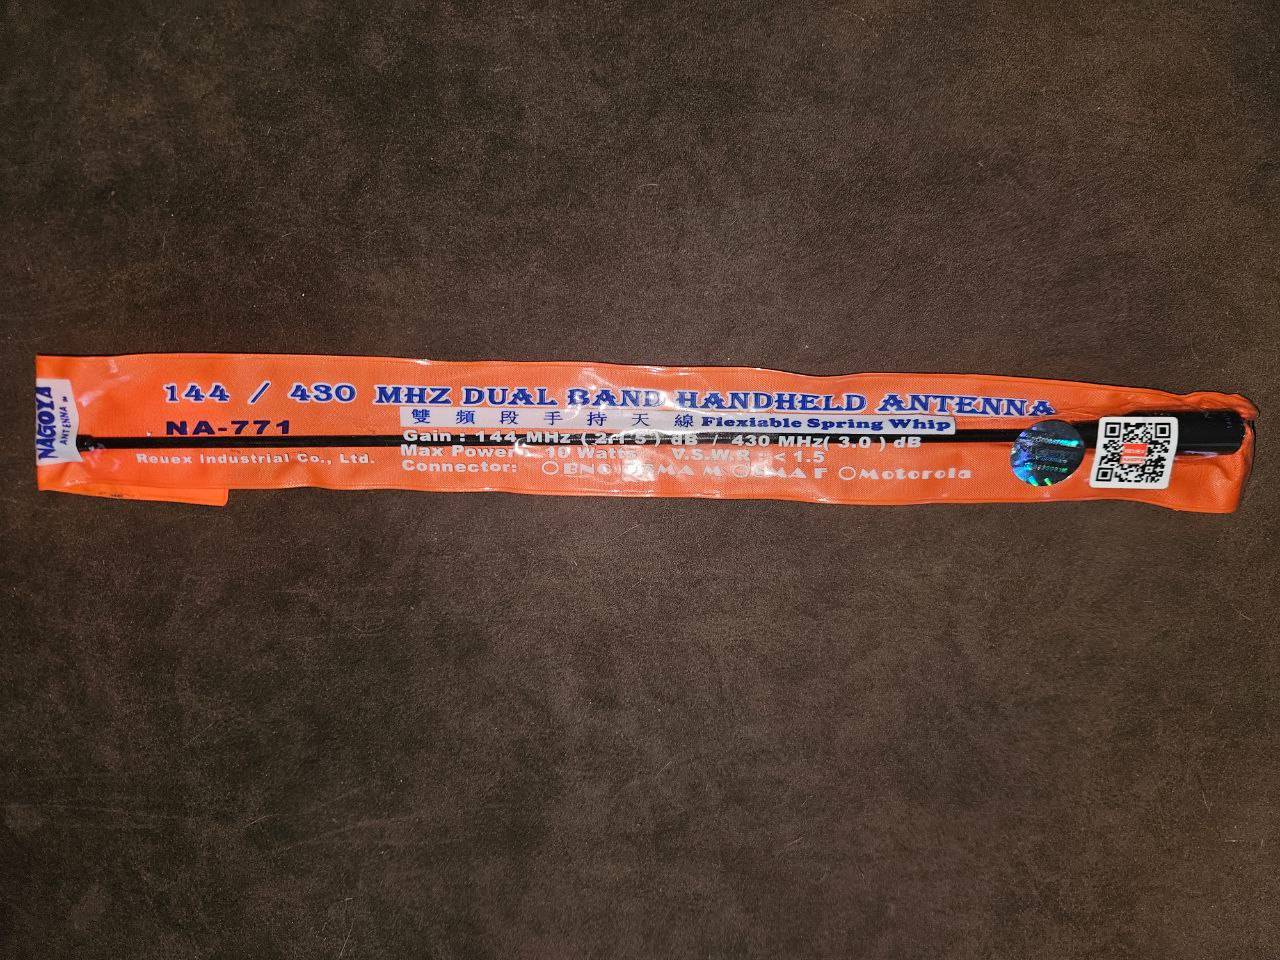 NAGOYA
ANTENNA
144 / 430 MHZ DUAL BAND HANDHELD ANTENNA
雙頻段手持天線 Flexiable Spring Whip
NA-771
Gain : 144 MHz ( 2.15 ) dB / 430 MHz( 3.0 ) dB
Reuex Industrial Co., Ltd.
Max Power : 10 Watts V.S.W.R : < 1.5
Connector: ○BNC ○SMA M ○SMA F ○Motorola